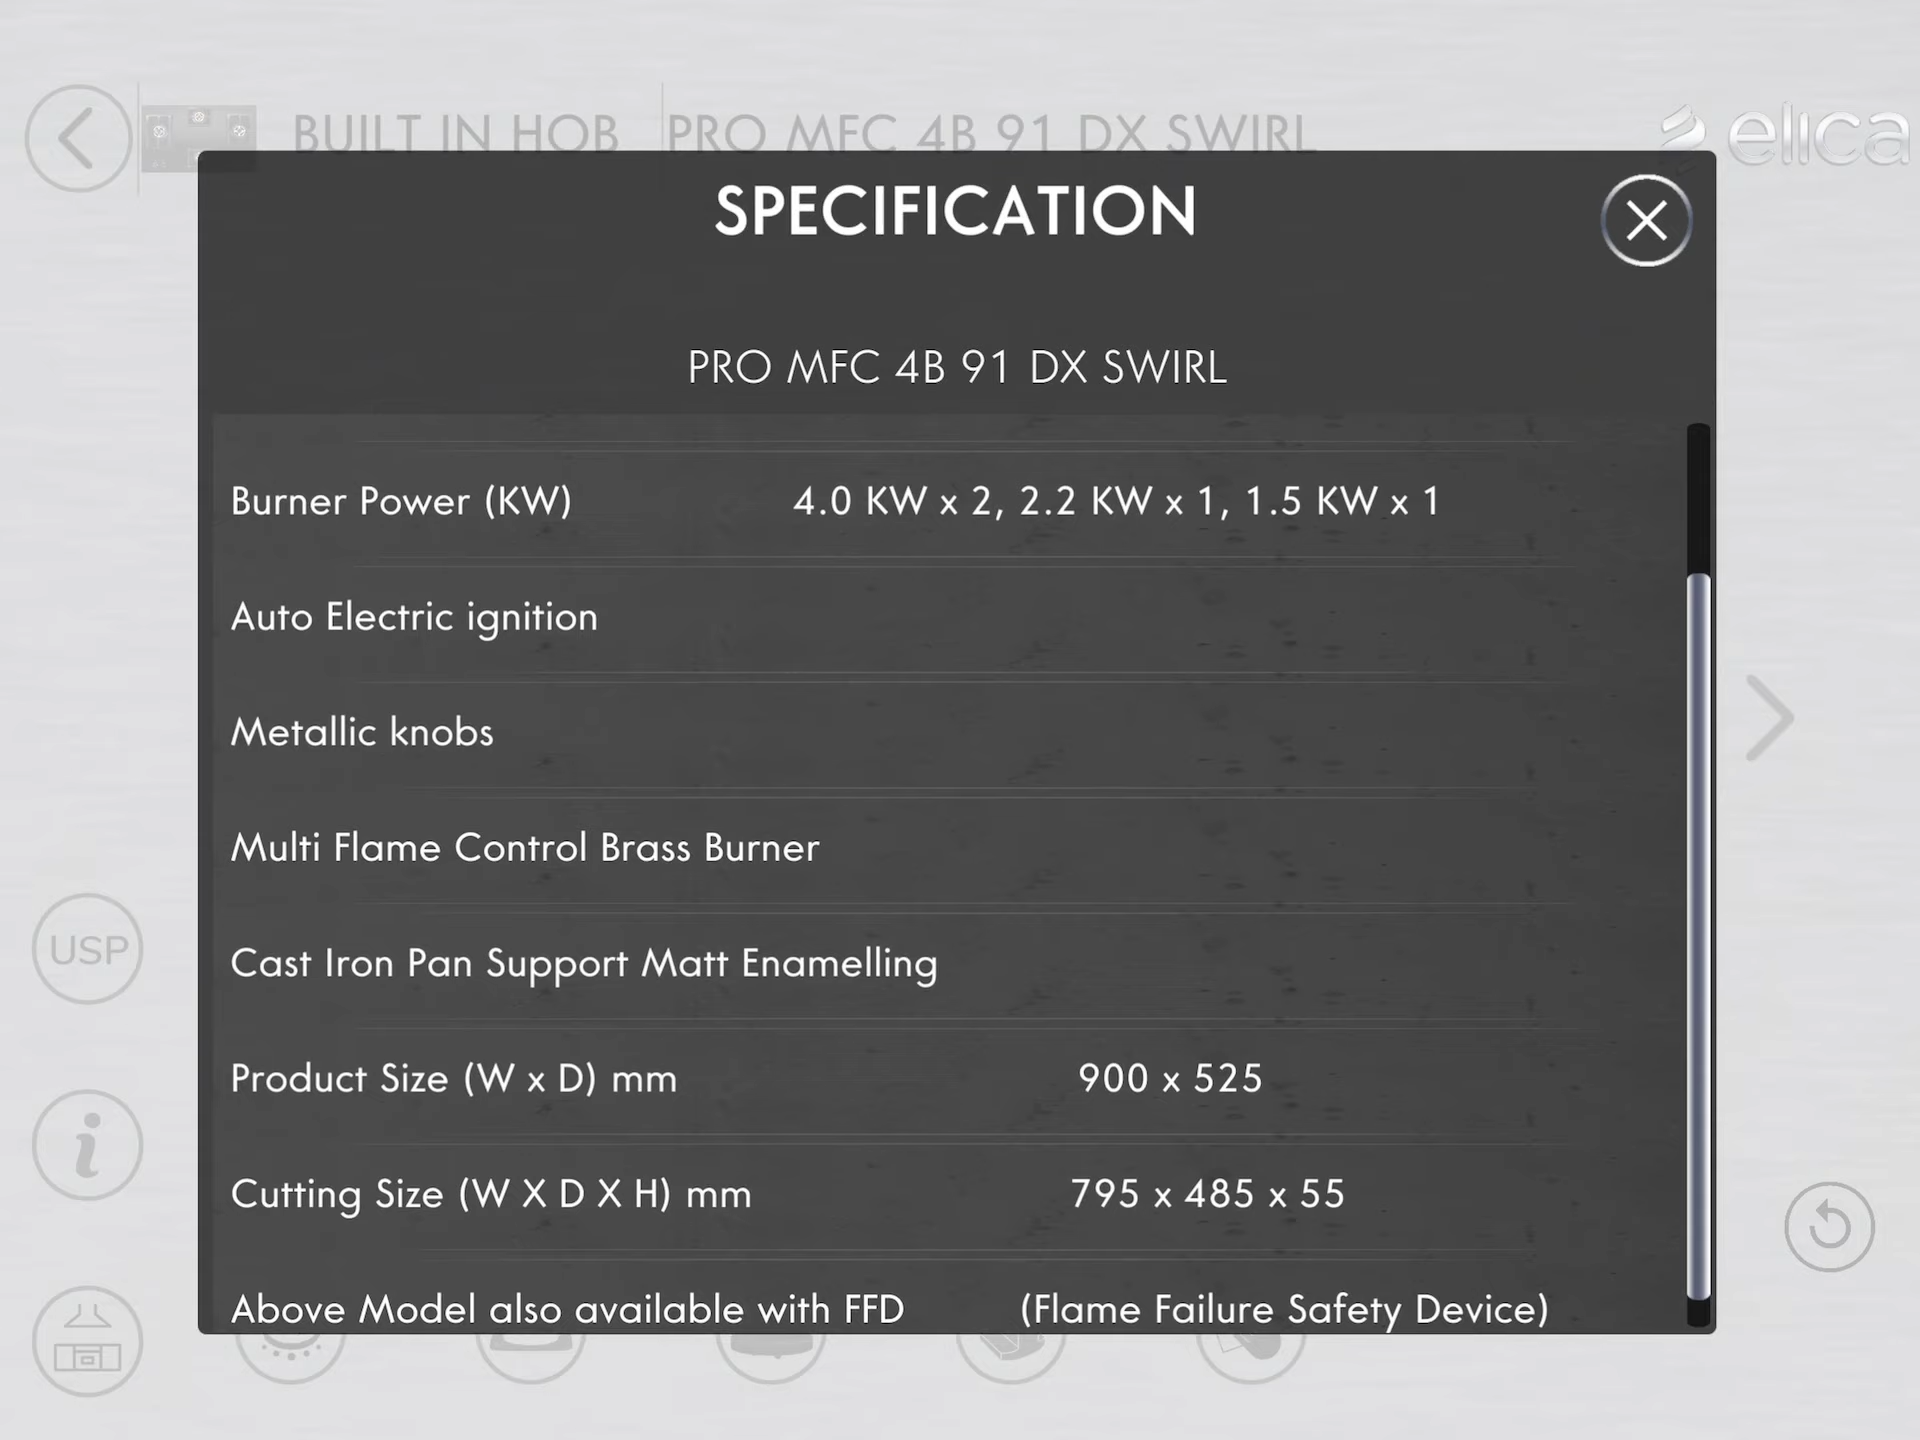 BUILT IN HOB
PRO MFC 4B 91 DX SWIRL
elica
SPECIFICATION
PRO MFC 4B 91 DX SWIRL
Burner Power (KW) 4.0 KW x 2, 2.2 KW x 1, 1.5 KW x 1
Auto Electric ignition
Metallic knobs
Multi Flame Control Brass Burner
Cast Iron Pan Support Matt Enamelling
Product Size (W x D) mm 900 x 525
Cutting Size (W X D X H) mm 795 x 485 x 55
Above Model also available with FFD (Flame Failure Safety Device)
USP
i